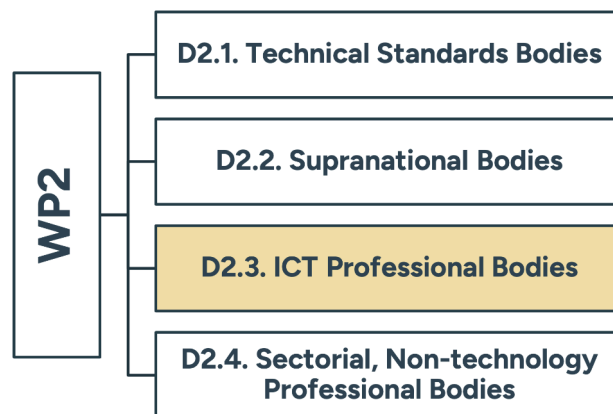 WP2
D2.1. Technical Standards Bodies
D2.2. Supranational Bodies
D2.3. ICT Professional Bodies
D2.4. Sectorial, Non-technology
Professional Bodies